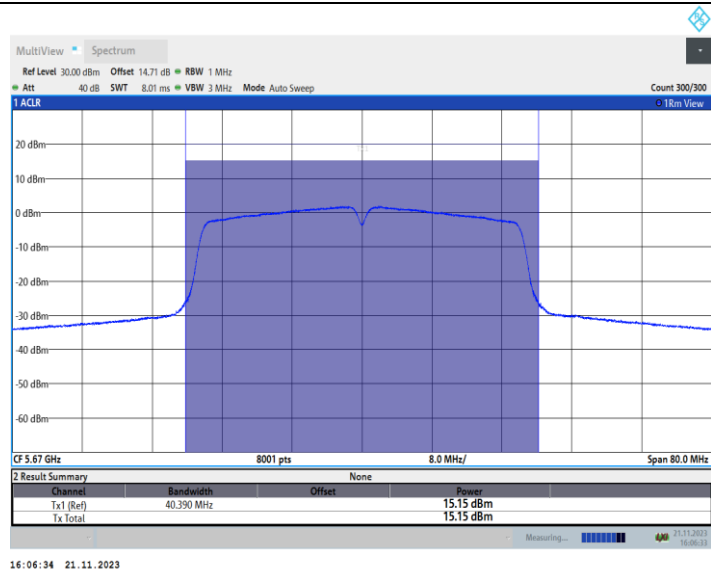 MultiView Spectrum
Ref Level 30.00 dBm Offset 14.71 dB RBW 1 MHz
Att 40 dB SWT 8.01 ms VBW 3 MHz Mode Auto Sweep Count 300/300
1 ACLR 1Rm View
20 dBm
10 dBm
0 dBm
-10 dBm
-20 dBm
-30 dBm
-40 dBm
-50 dBm
-60 dBm
CF 5.67 GHz 8001 pts 8.0 MHz/ Span 80.0 MHz
2 Result Summary None
Channel Bandwidth Offset Power
Tx1 (Ref) 40.390 MHz 15.15 dBm
Tx Total 15.15 dBm
Measuring... 21.11.2023
16:06:33
16:06:34 21.11.2023